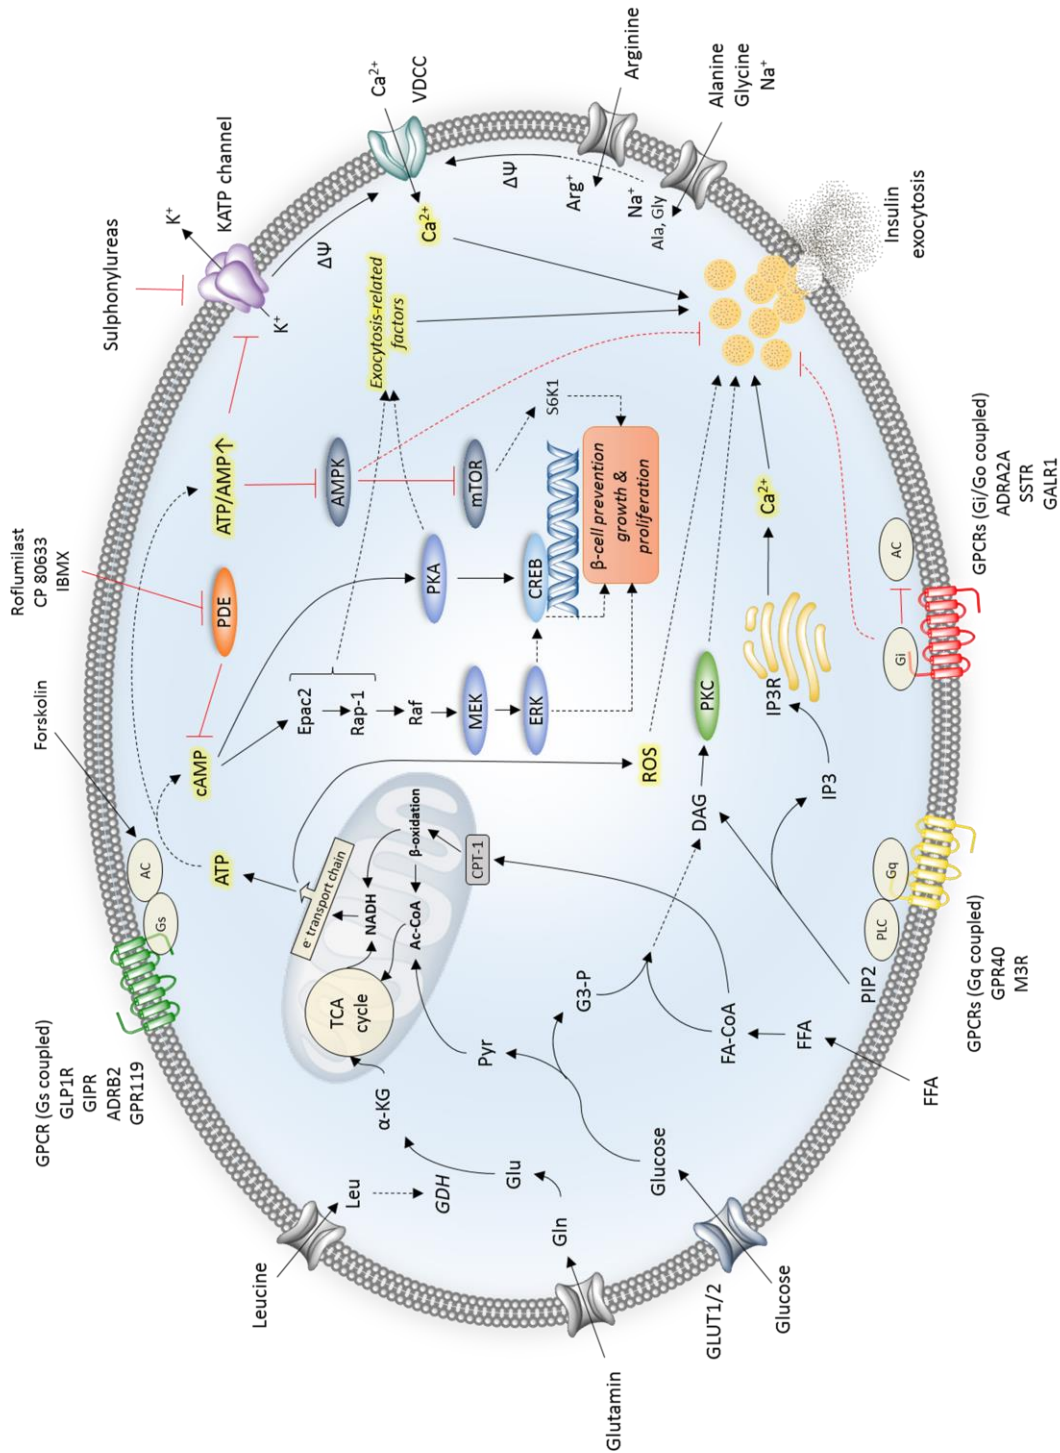 GPCR (Gs coupled)
GLP1R
GIPR
ADRB2
GPR119
Forskolin
Roflumilast
CP 80633
IBMX
Sulphonylureas
K⁺
KATP channel
Ca²⁺
VDCC
Arginine
Alanine
Glycine
Na⁺
Leucine
Gs
AC
ATP
cAMP
PDE
ATP/AMP↑
K⁺
ΔΨ
Ca²⁺
ΔΨ
Arg⁺
Na⁺
Ala, Gly
Leu
GDH
α-KG
TCA
cycle
e⁻ transport chain
NADH
Ac-CoA
β-oxidation
CPT-1
Epac2
Rap-1
Raf
MEK
ERK
PKA
CREB
AMPK
mTOR
S6K1
Exocytosis-related
factors
β-cell prevention
growth &
proliferation
Glutamin
Gln
Glu
Pyr
G3-P
ROS
Glucose
GLUT1/2
Glucose
FA-CoA
FFA
FFA
DAG
PKC
PIP2
IP3
IP3R
Ca²⁺
PLC
Gq
Gi
AC
Insulin
exocytosis
GPCRs (Gq coupled)
GPR40
M3R
GPCRs (Gi/Go coupled)
ADRA2A
SSTR
GALR1